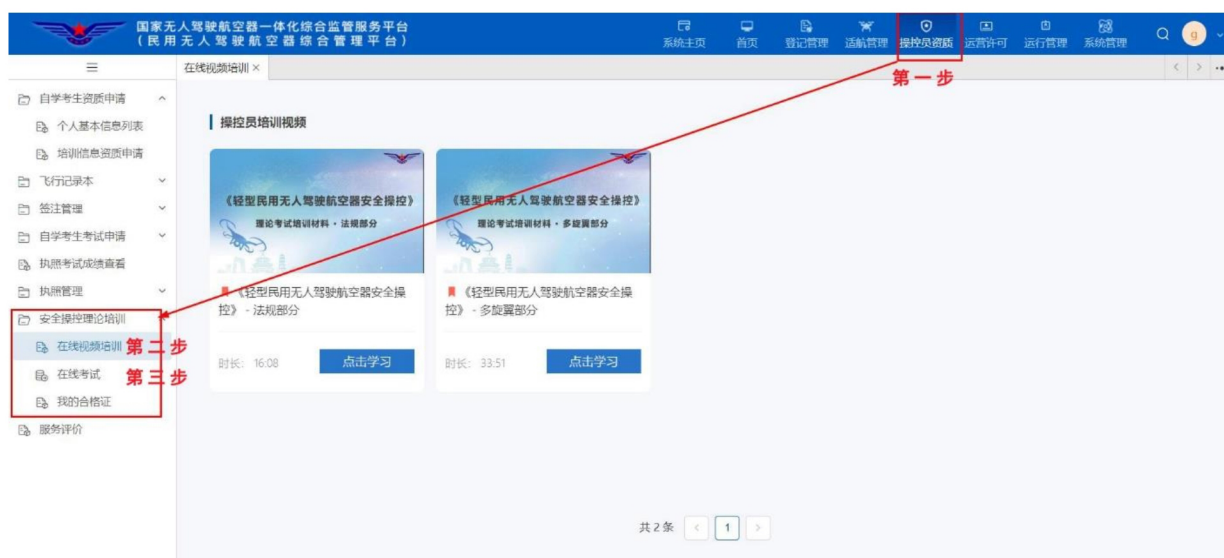 国家无人驾驶航空器一体化综合监管服务平台
（民用无人驾驶航空器综合管理平台）
系统主页
首页
登记管理
适航管理
操控员资质
运营许可
运行管理
系统管理
g
在线视频培训 ×
第一步
自学考生资质申请
个人基本信息列表
培训信息资质申请
飞行记录本
签注管理
自学考生考试申请
执照考试成绩查看
执照管理
安全操控理论培训
在线视频培训 第二步
在线考试 第三步
我的合格证
服务评价
操控员培训视频
《轻型民用无人驾驶航空器安全操控》
理论考试培训材料・法规部分
《轻型民用无人驾驶航空器安全操
控》 - 法规部分
时长： 16:08
点击学习
《轻型民用无人驾驶航空器安全操控》
理论考试培训材料・多旋翼部分
《轻型民用无人驾驶航空器安全操
控》 - 多旋翼部分
时长： 33:51
点击学习
共 2 条 < 1 >